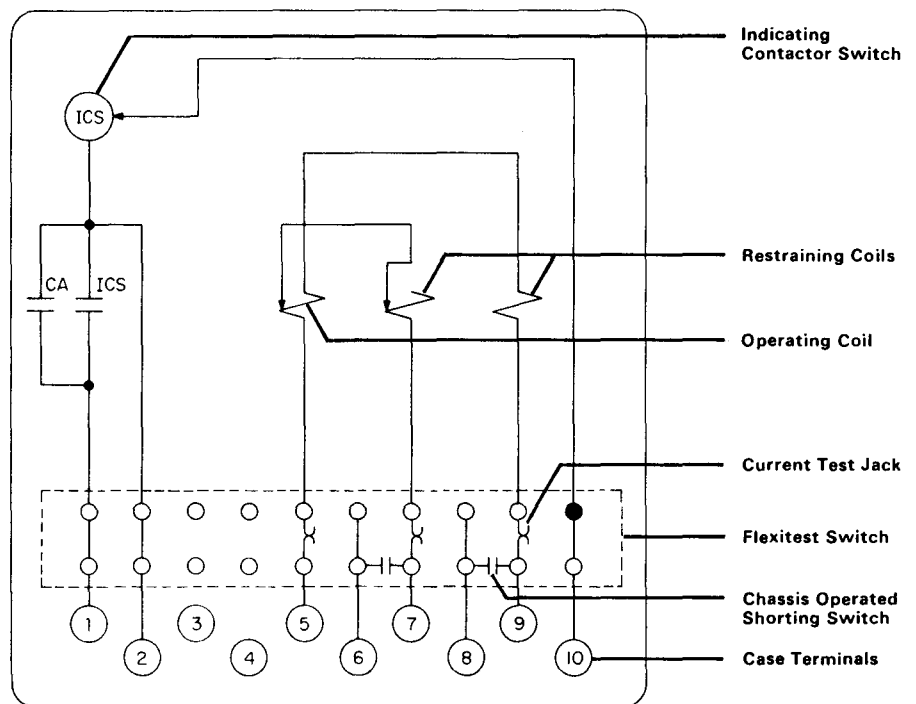 Indicating
Contactor Switch
ICS
CA
ICS
Restraining Coils
Operating Coil
Current Test Jack
Flexitest Switch
Chassis Operated
Shorting Switch
Case Terminals
1
2
3
4
5
6
7
8
9
10